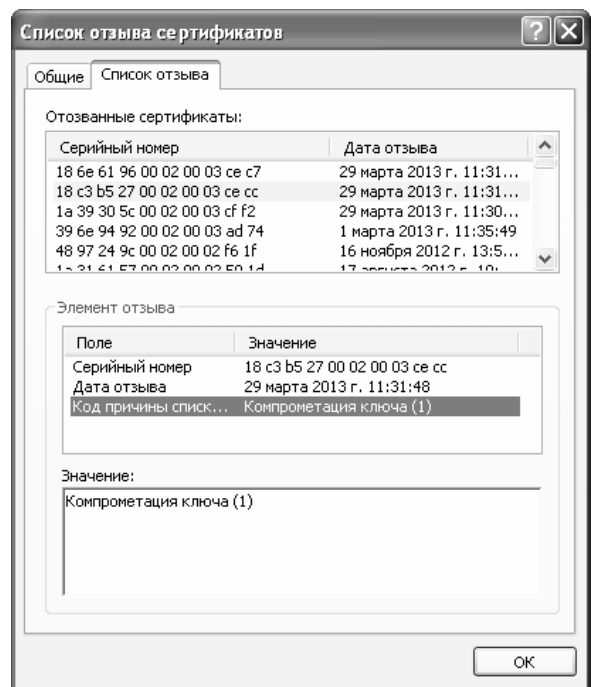 Список отзыва сертификатов
Общие Список отзыва
Отозванные сертификаты:
Серийный номер Дата отзыва
18 6e 61 96 00 02 00 03 ce c7 29 марта 2013 г. 11:31...
18 c3 b5 27 00 02 00 03 ce cc 29 марта 2013 г. 11:31...
1a 39 30 5c 00 02 00 03 cf f2 29 марта 2013 г. 11:30...
39 6e 94 92 00 02 00 03 ad 74 1 марта 2013 г. 11:35:49
48 97 24 9c 00 02 00 02 f6 1f 16 ноября 2012 г. 13:5...
17 августа 2012 г.
Элемент отзыва
Поле Значение
Серийный номер 18 c3 b5 27 00 02 00 03 ce cc
Дата отзыва 29 марта 2013 г. 11:31:48
Код причины списк... Компрометация ключа (1)
Значение:
Компрометация ключа (1)
ОК